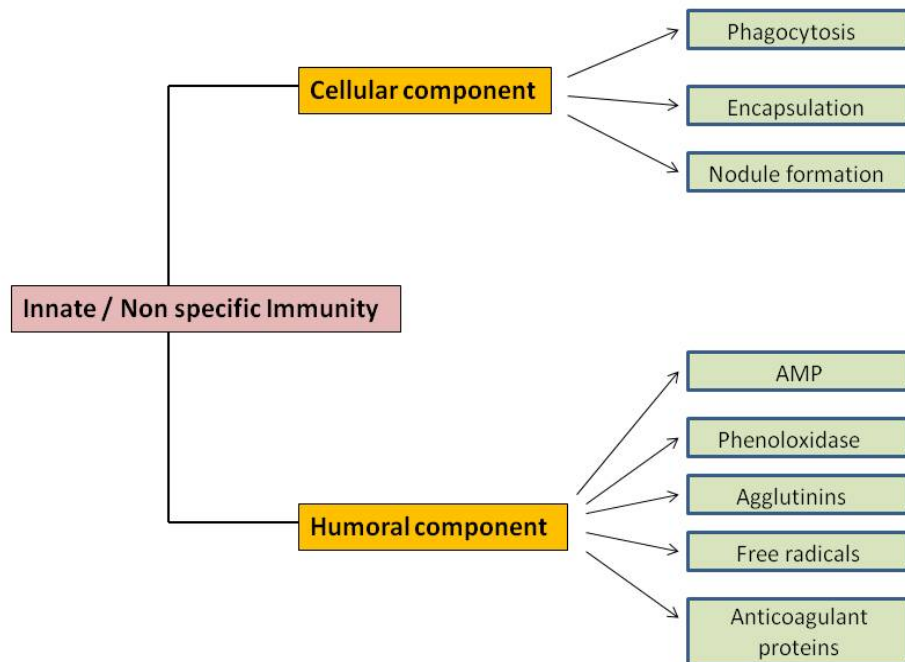 Phagocytosis
Cellular component
Encapsulation
Nodule formation
Innate / Non specific Immunity
AMP
Phenoloxidase
Agglutinins
Humoral component
Free radicals
Anticoagulant
proteins